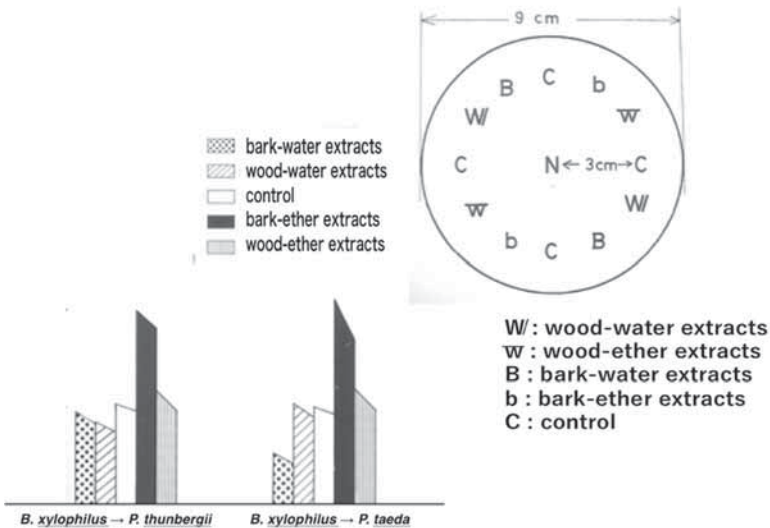 9 cm
C
B
b
W
w
C
N ← 3cm → C
w
W
b
B
C
bark-water extracts
wood-water extracts
control
bark-ether extracts
wood-ether extracts
W : wood-water extracts
w : wood-ether extracts
B : bark-water extracts
b : bark-ether extracts
C : control
B. xylophilus → P. thunbergii
B. xylophilus → P. taeda